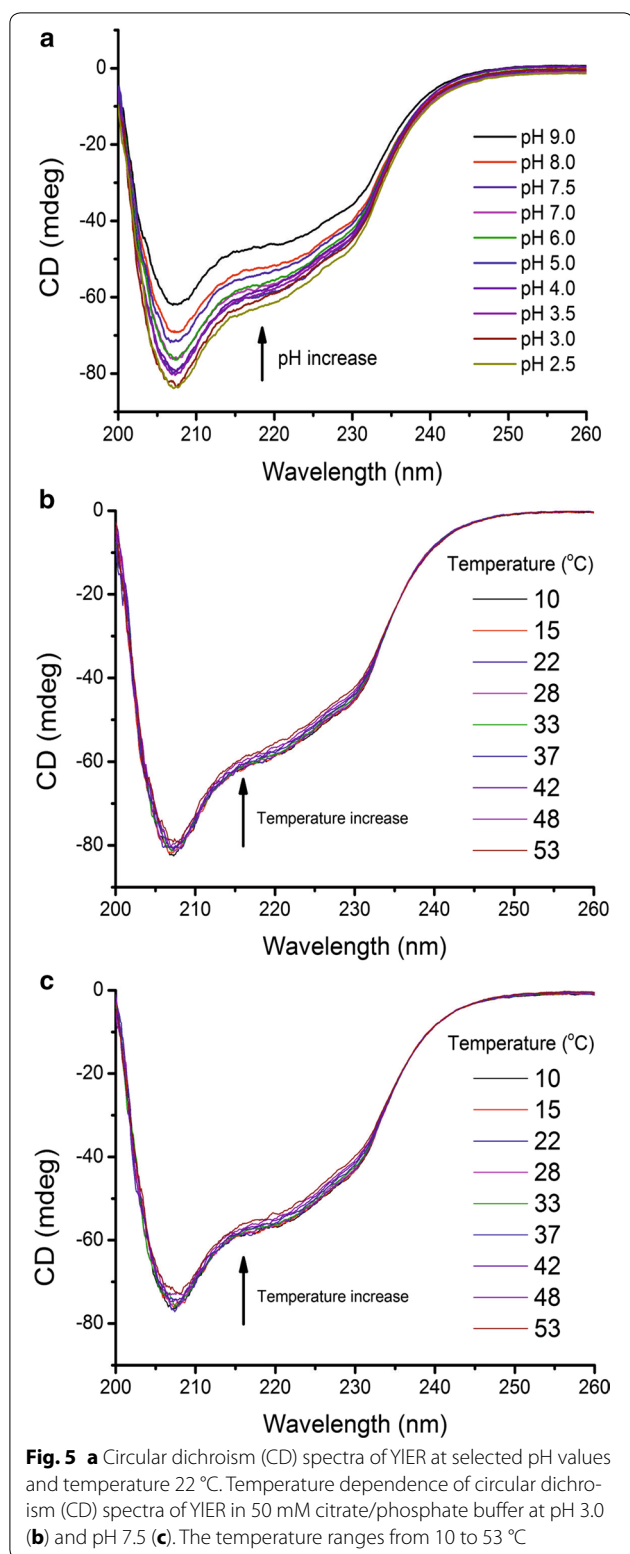 a
0
-20
-40
-60
-80
CD (mdeg)
pH 9.0
pH 8.0
pH 7.5
pH 7.0
pH 6.0
pH 5.0
pH 4.0
pH 3.5
pH 3.0
pH 2.5
pH increase
200 210 220 230 240 250 260
Wavelength (nm)
b
0
-20
-40
-60
-80
CD (mdeg)
Temperature (°C)
10
15
22
28
33
37
42
48
53
Temperature increase
200 210 220 230 240 250 260
Wavelength (nm)
c
0
-20
-40
-60
-80
CD (mdeg)
Temperature (°C)
10
15
22
28
33
37
42
48
53
Temperature increase
200 210 220 230 240 250 260
Wavelength (nm)
Fig. 5 a Circular dichroism (CD) spectra of YlER at selected pH values
and temperature 22 °C. Temperature dependence of circular dichro-
ism (CD) spectra of YlER in 50 mM citrate/phosphate buffer at pH 3.0
(b) and pH 7.5 (c). The temperature ranges from 10 to 53 °C